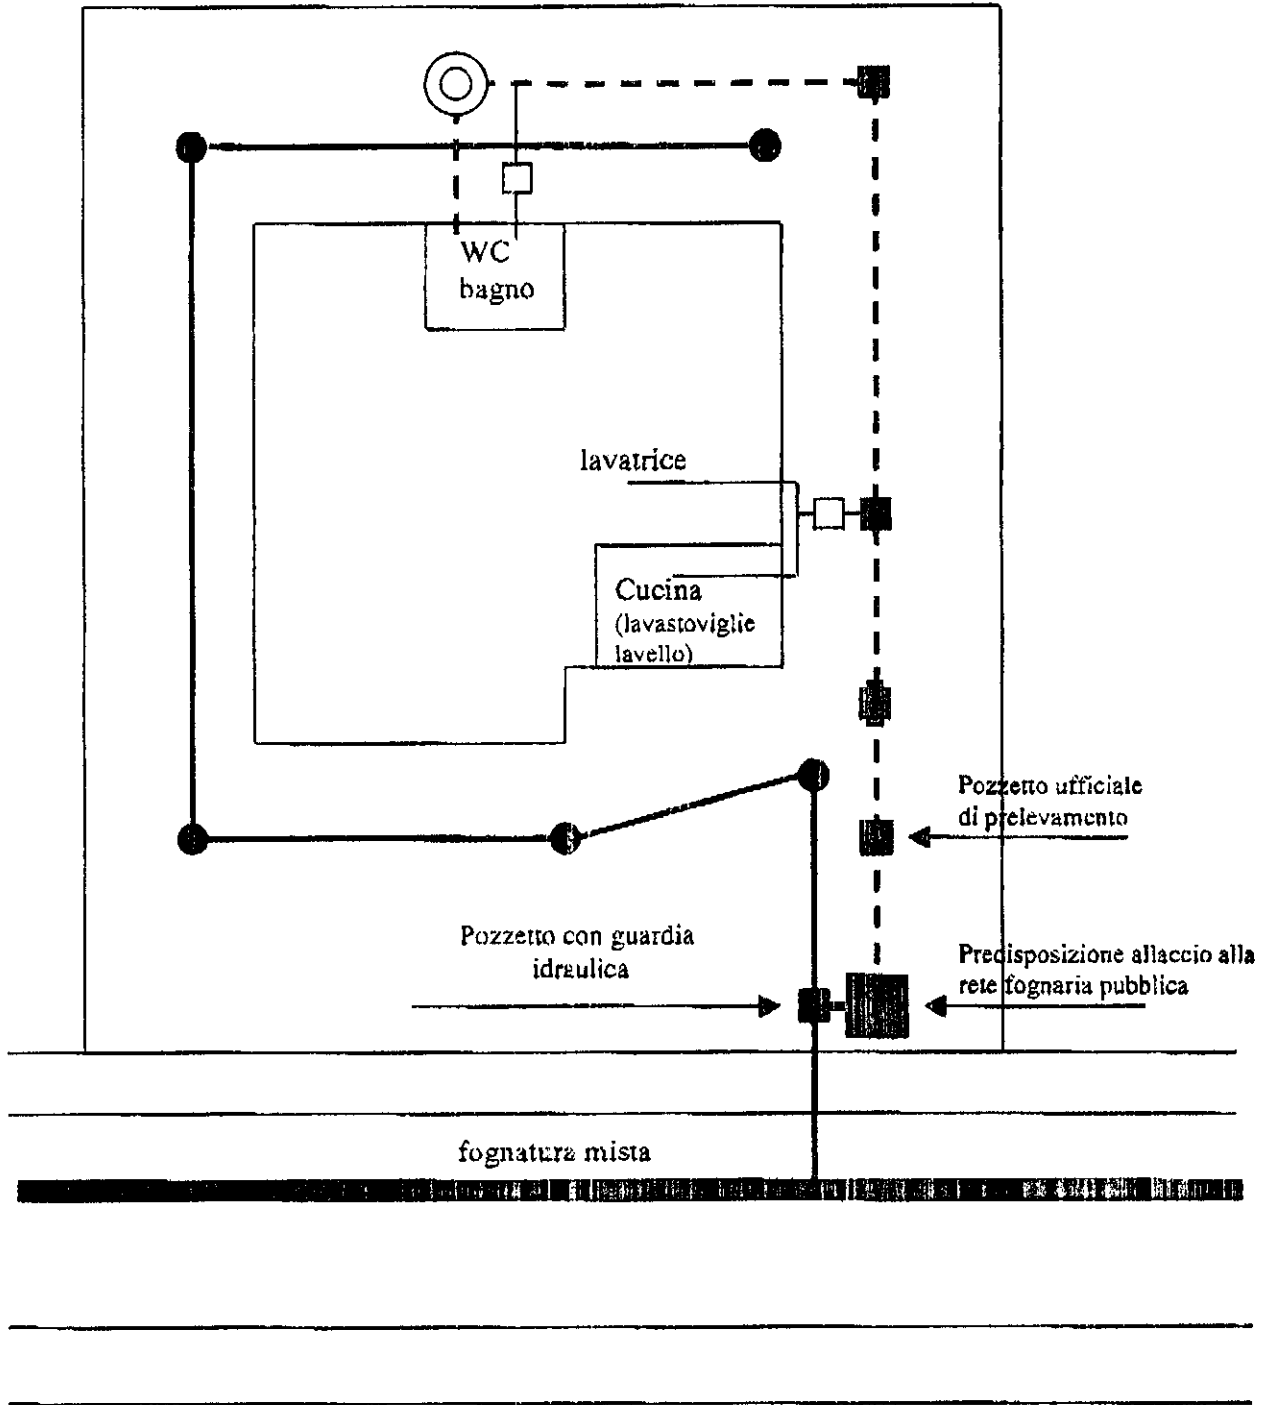 WC
bagno
lavatrice
Cucina
(lavastoviglie
lavello)
Pozzetto ufficiale
di prelevamento
Pozzetto con guardia
idraulica
Predisposizione allaccio alla
rete fognaria pubblica
fognatura mista